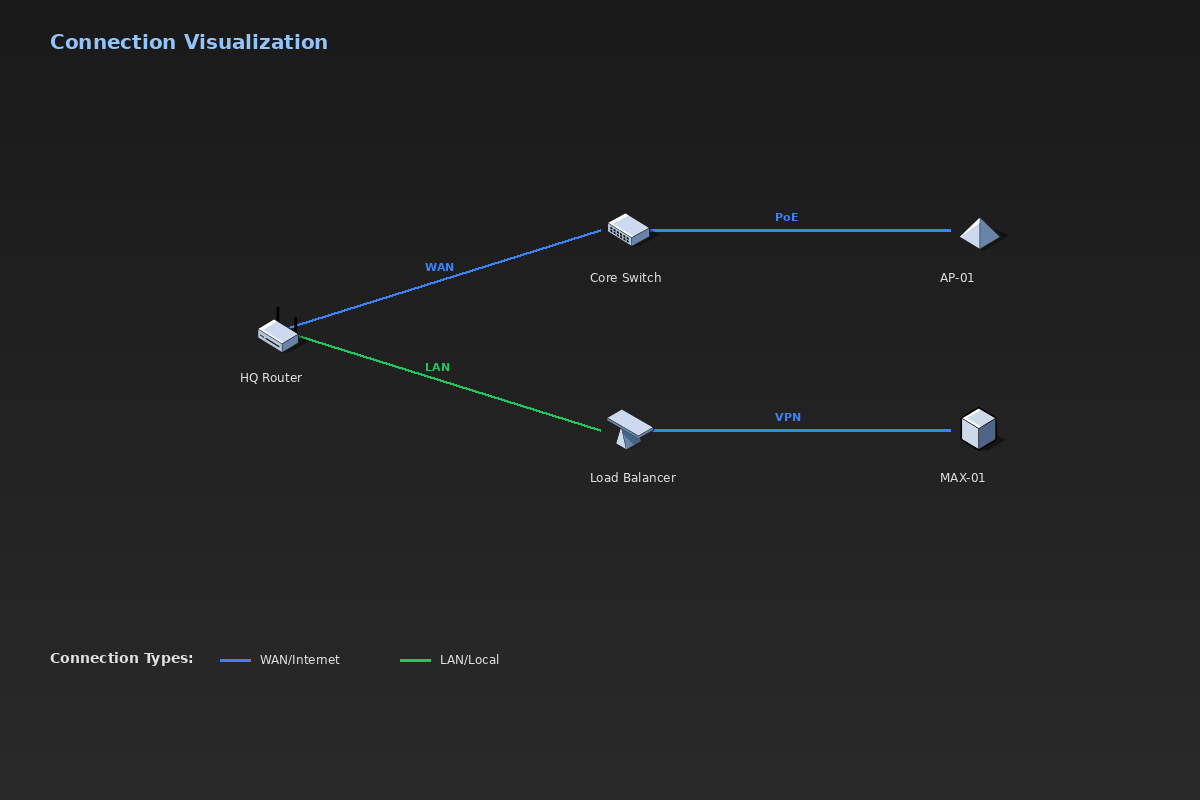 Connection Visualization
PoE
Core Switch
AP-01
WAN
HQ Router
LAN
VPN
Load Balancer
MAX-01
Connection Types:
WAN/Internet
LAN/Local